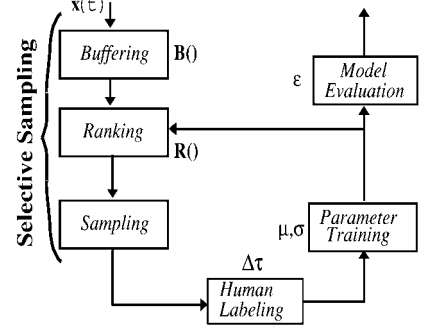 x(t)
Selective Sampling
Buffering
B()
Ranking
R()
Sampling
Δτ
Human
Labeling
μ,σ
Parameter
Training
ε
Model
Evaluation